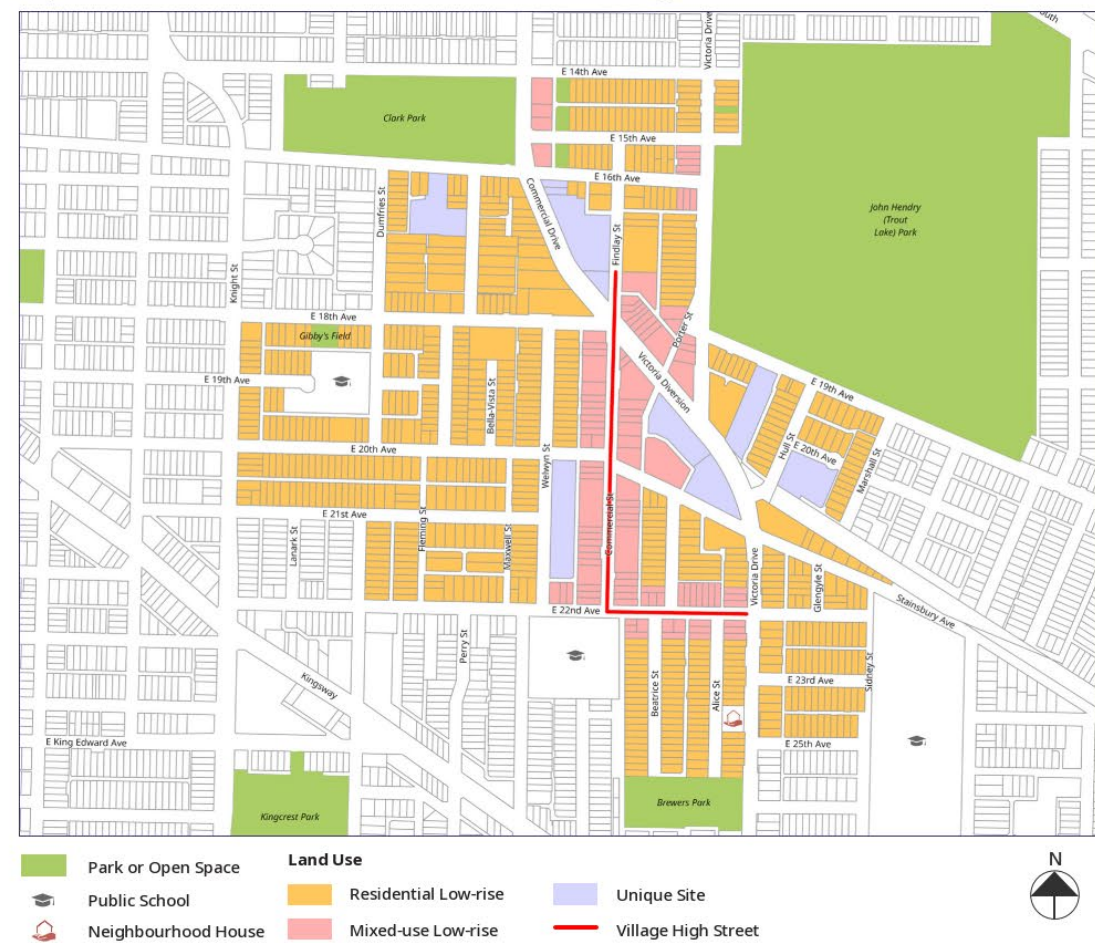 outh
Victoria Drive
E 14th Ave
Clark Park
E 15th Ave
E 16th Ave
Dumfries St
Commercial Drive
Findlay St
John Hendry
(Trout
Lake) Park
Knight St
E 18th Ave
Gibby's Field
Porter St
E 19th Ave
Victoria Diversion
E 19th Ave
Bella-Vista St
E 20th Ave
Welwyn St
Hull St
E 20th Ave
Marshall St
E 21st Ave
Fleming St
Lanark St
Maxwell St
Commercial St
Victoria Drive
Glengyle St
Stainsbury Ave
E 22nd Ave
Perry St
Kingsway
Beatrice St
Alice St
E 23rd Ave
Sidney St
E King Edward Ave
E 25th Ave
Kingcrest Park
Brewers Park
Park or Open Space
Public School
Neighbourhood House
Land Use
Residential Low-rise
Mixed-use Low-rise
Unique Site
Village High Street
N